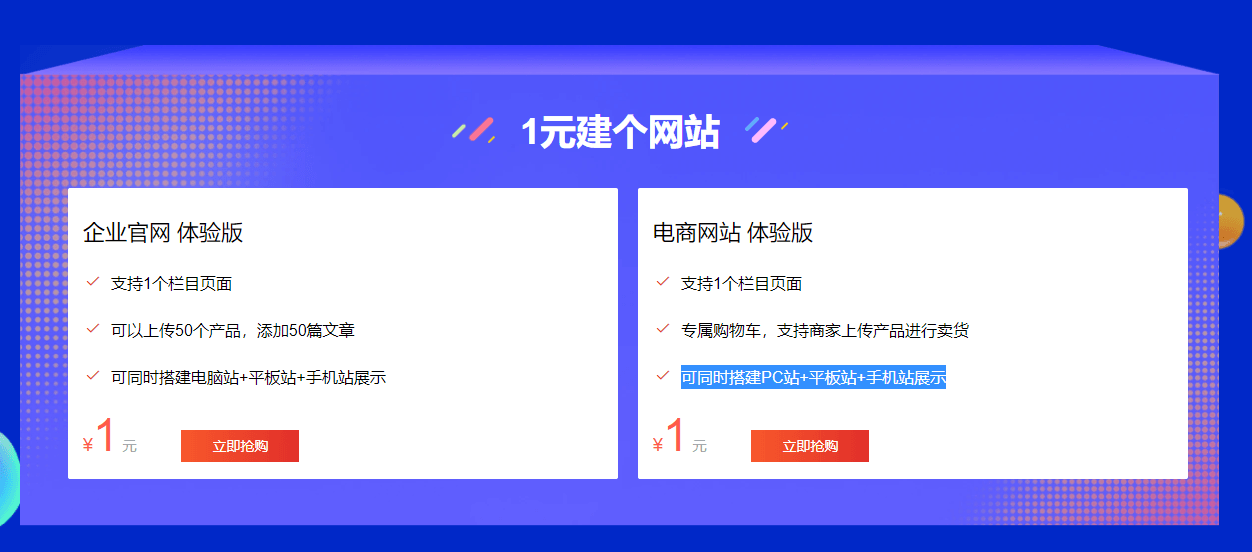 1元建个网站
企业官网 体验版
支持1个栏目页面
可以上传50个产品，添加50篇文章
可同时搭建电脑站+平板站+手机站展示
¥1 元
立即抢购
电商网站 体验版
支持1个栏目页面
专属购物车，支持商家上传产品进行卖货
可同时搭建PC站+平板站+手机站展示
¥1 元
立即抢购